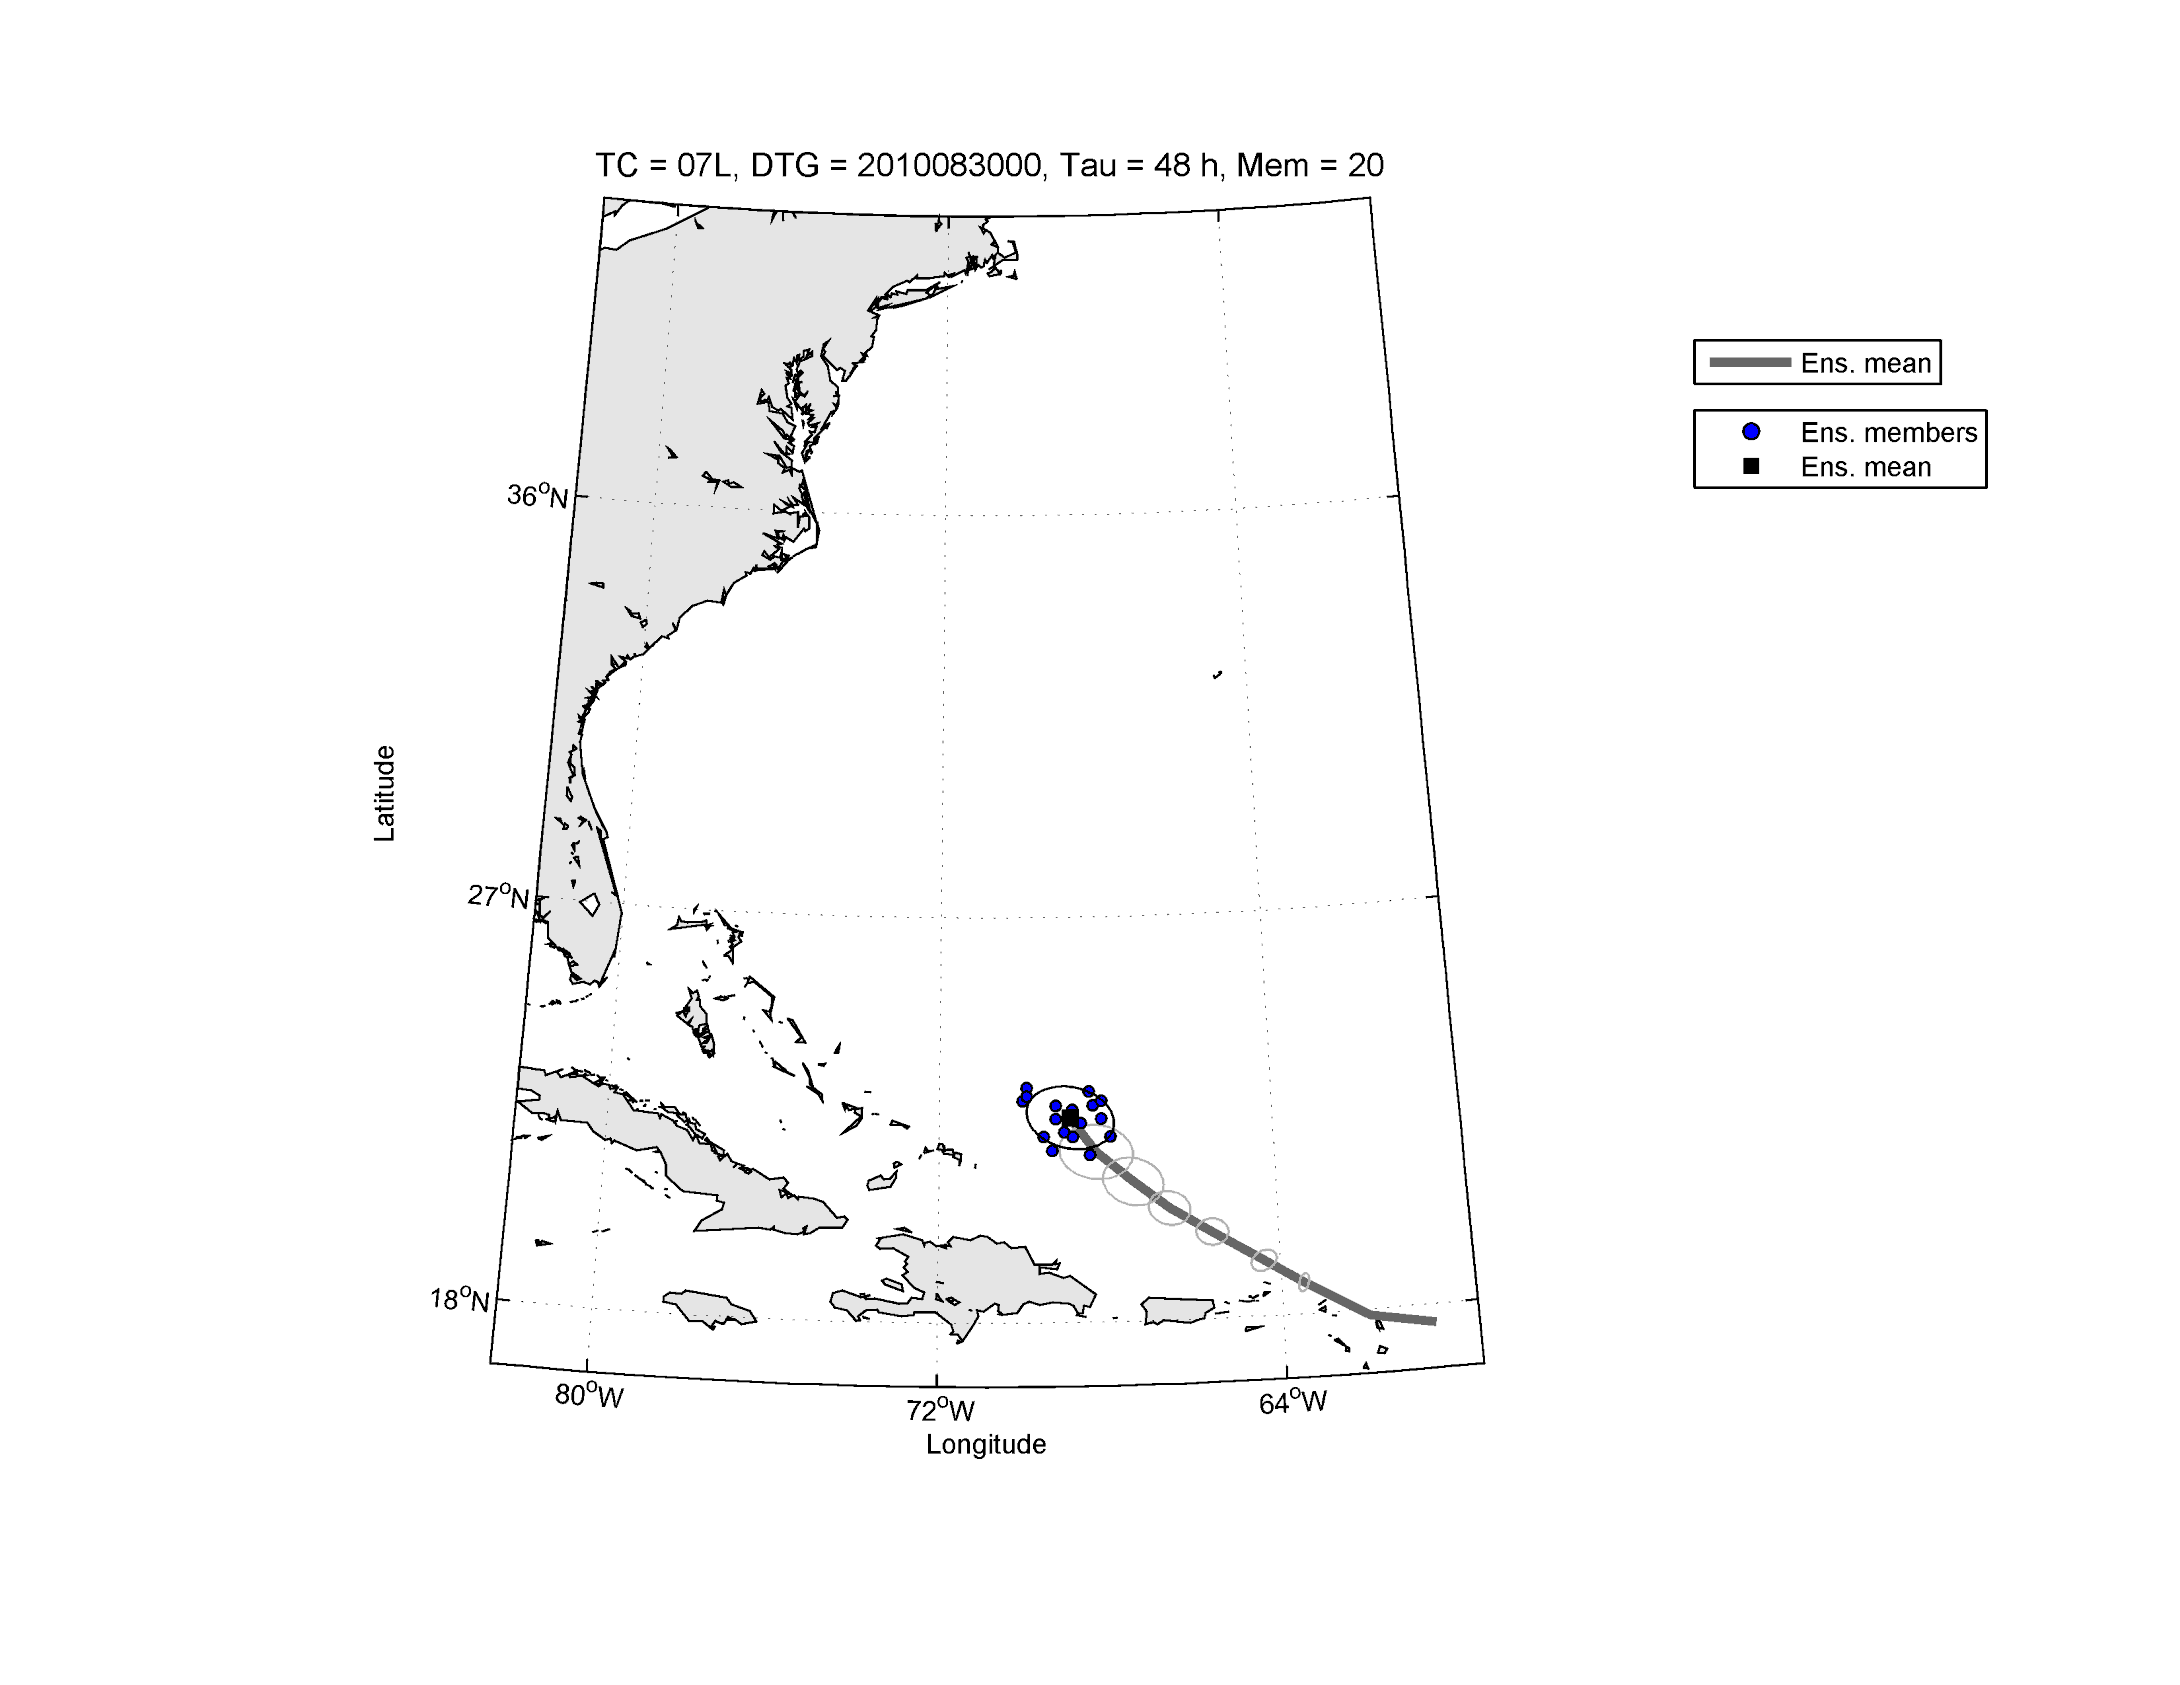 TC = 07L, DTG = 2010083000, Tau = 48 h, Mem = 20
Ens. mean
Ens. members
Ens. mean
36°N
Latitude
27°N
18°N
80°W
72°W
64°W
Longitude